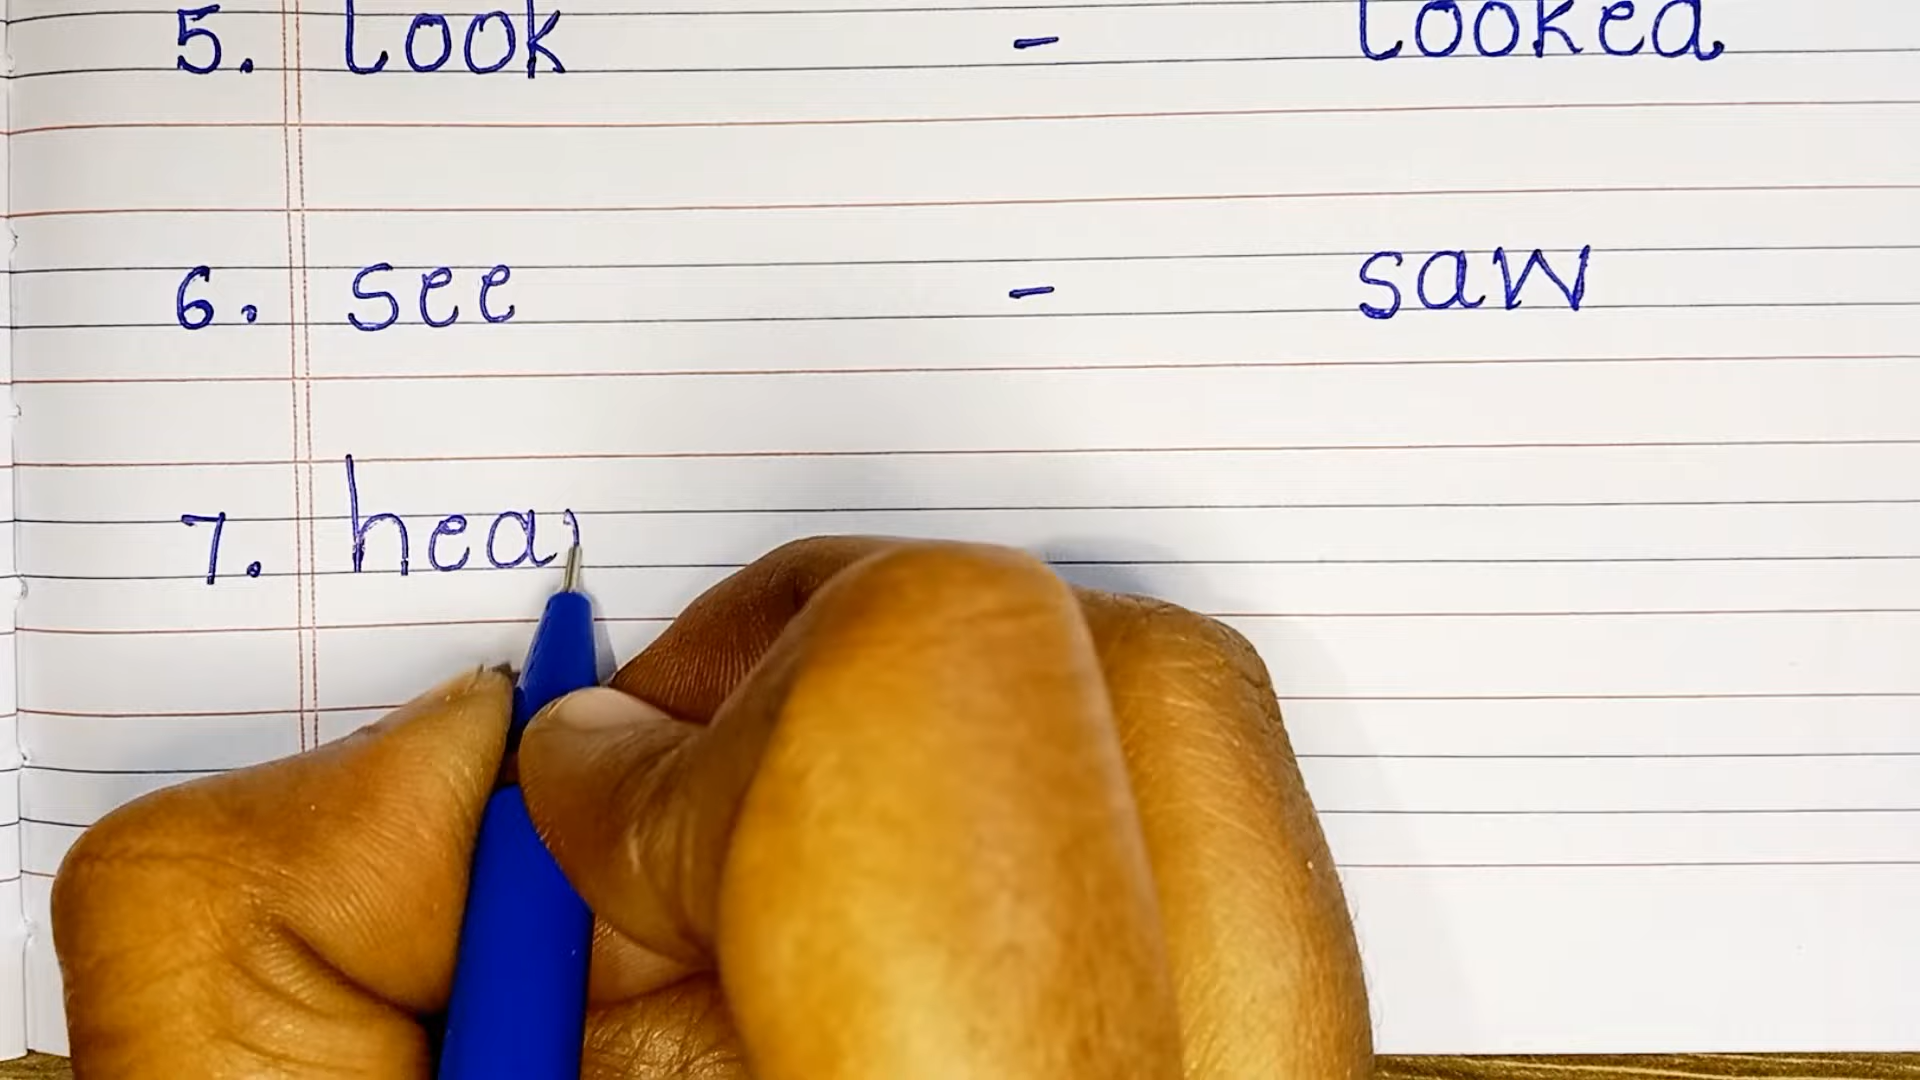 5. look - looked
6. see - saw
7. hea